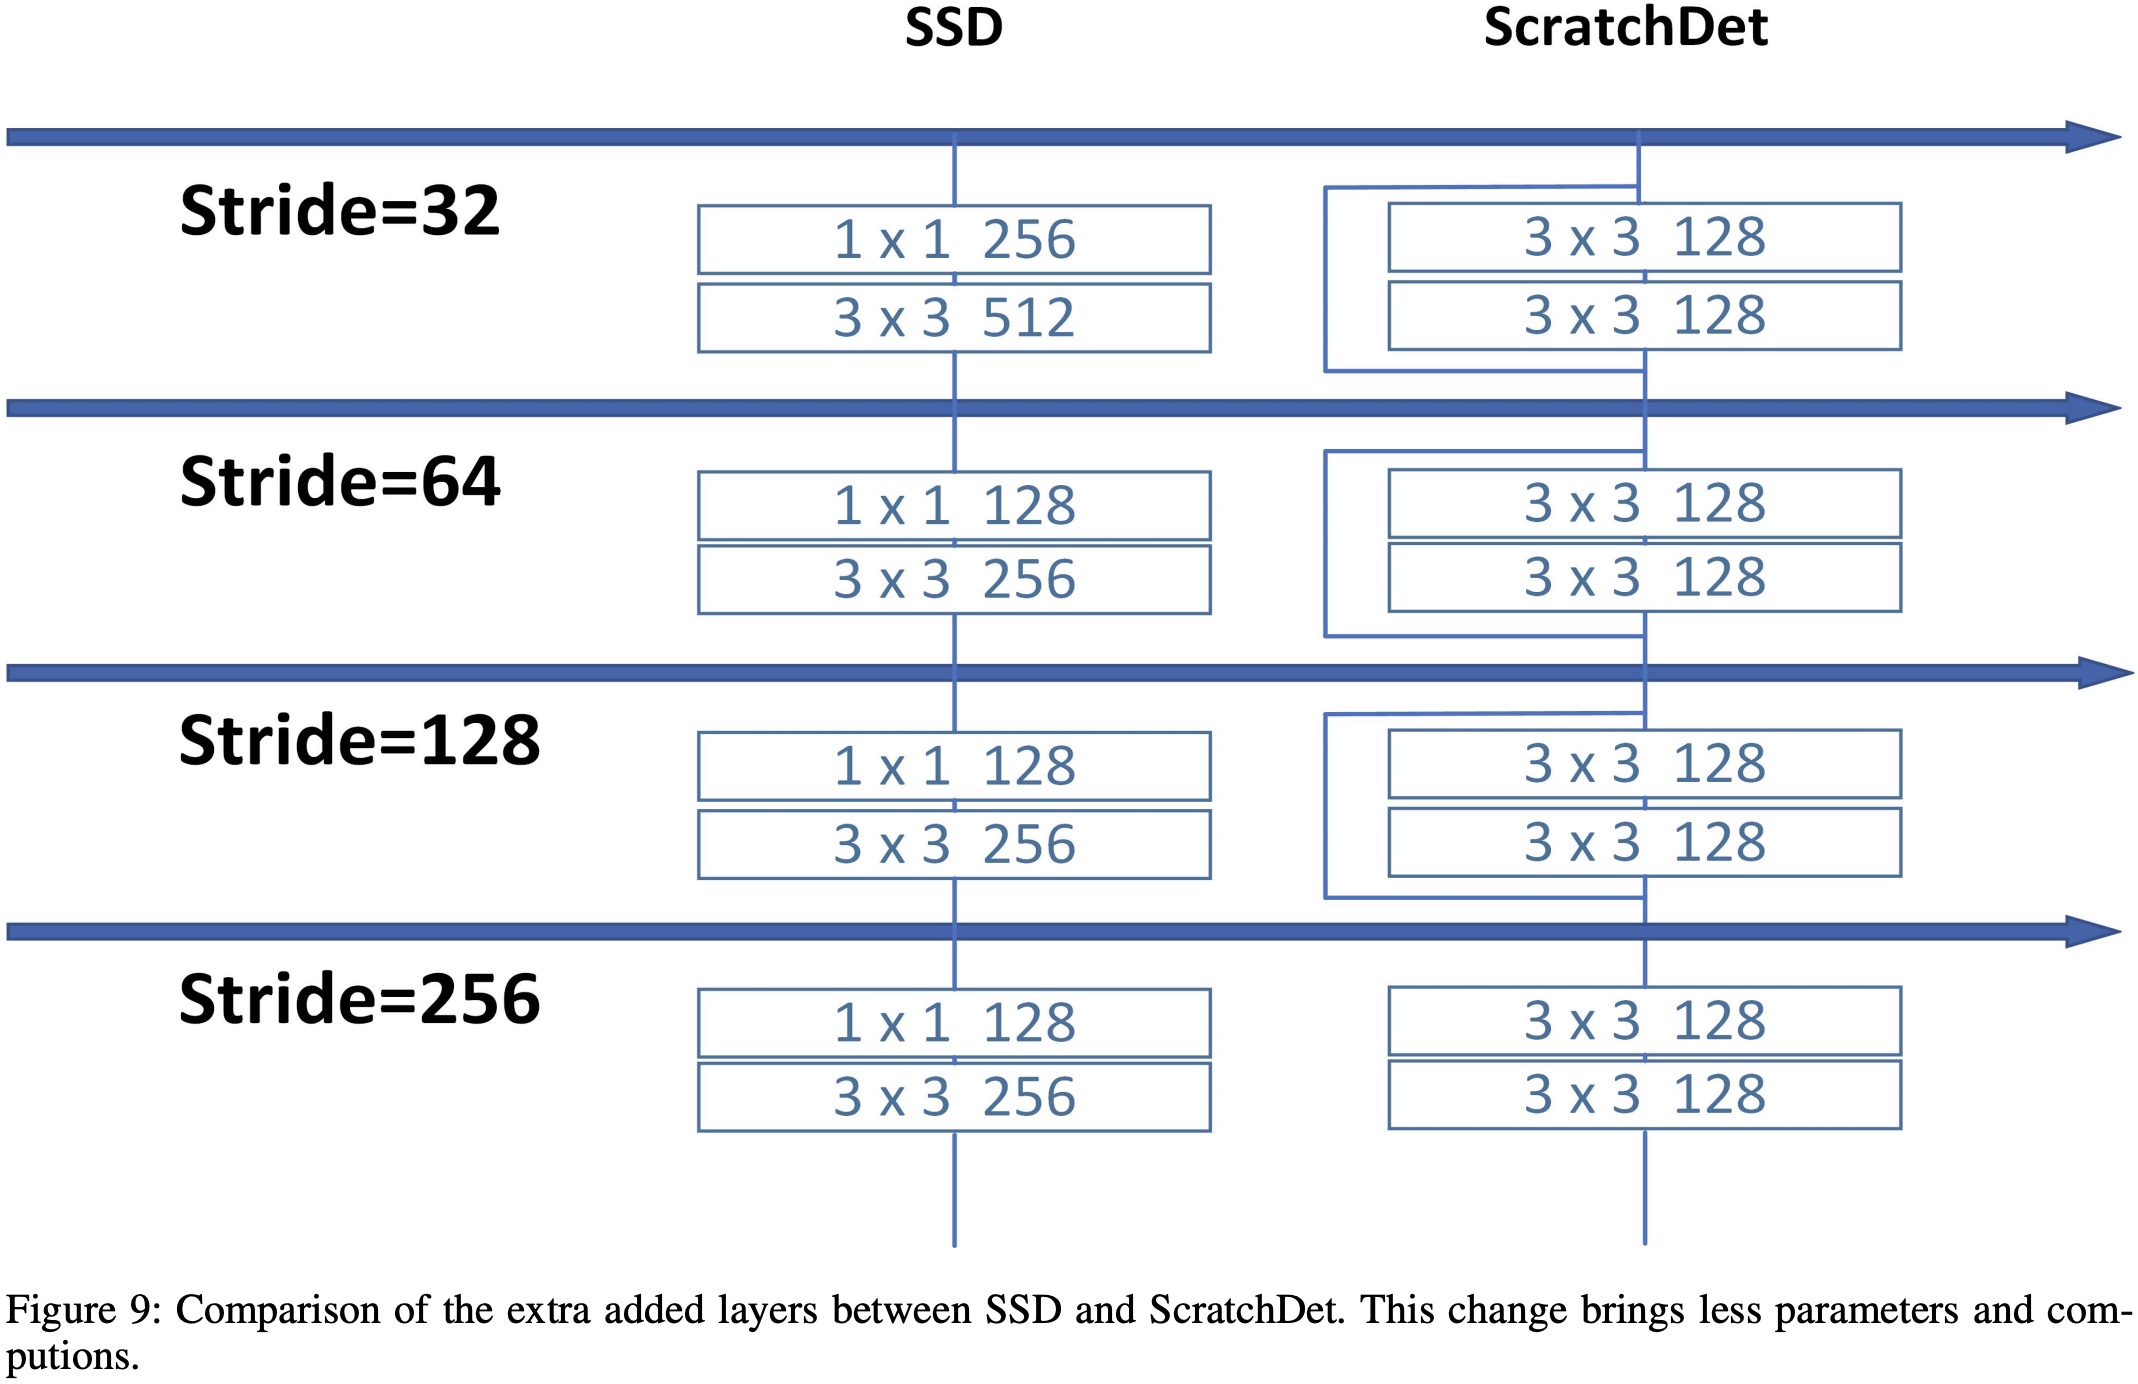 SSD ScratchDet
Stride=32
1 x 1 256
3 x 3 512
3 x 3 128
3 x 3 128
Stride=64
1 x 1 128
3 x 3 256
3 x 3 128
3 x 3 128
Stride=128
1 x 1 128
3 x 3 256
3 x 3 128
3 x 3 128
Stride=256
1 x 1 128
3 x 3 256
3 x 3 128
3 x 3 128
Figure 9: Comparison of the extra added layers between SSD and ScratchDet. This change brings less parameters and com-
putions.